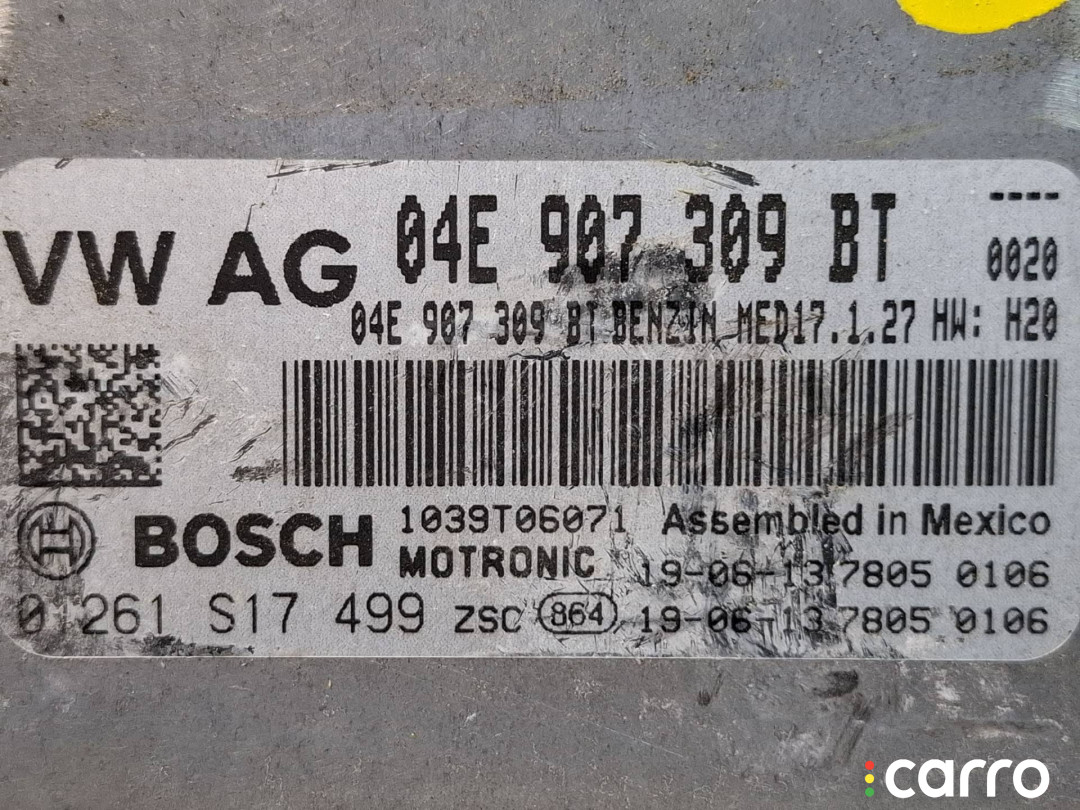 VW AG 04E 907 309 BT ----
0020
04E 907 309 BT BENZIN MED17.1.27 HW: H20
BOSCH 1039T06071 Assembled in Mexico
MOTRONIC 19-06-13 7805 0106
01261 S17 499 ZSC 864 19-06-13 7805 0106
carro